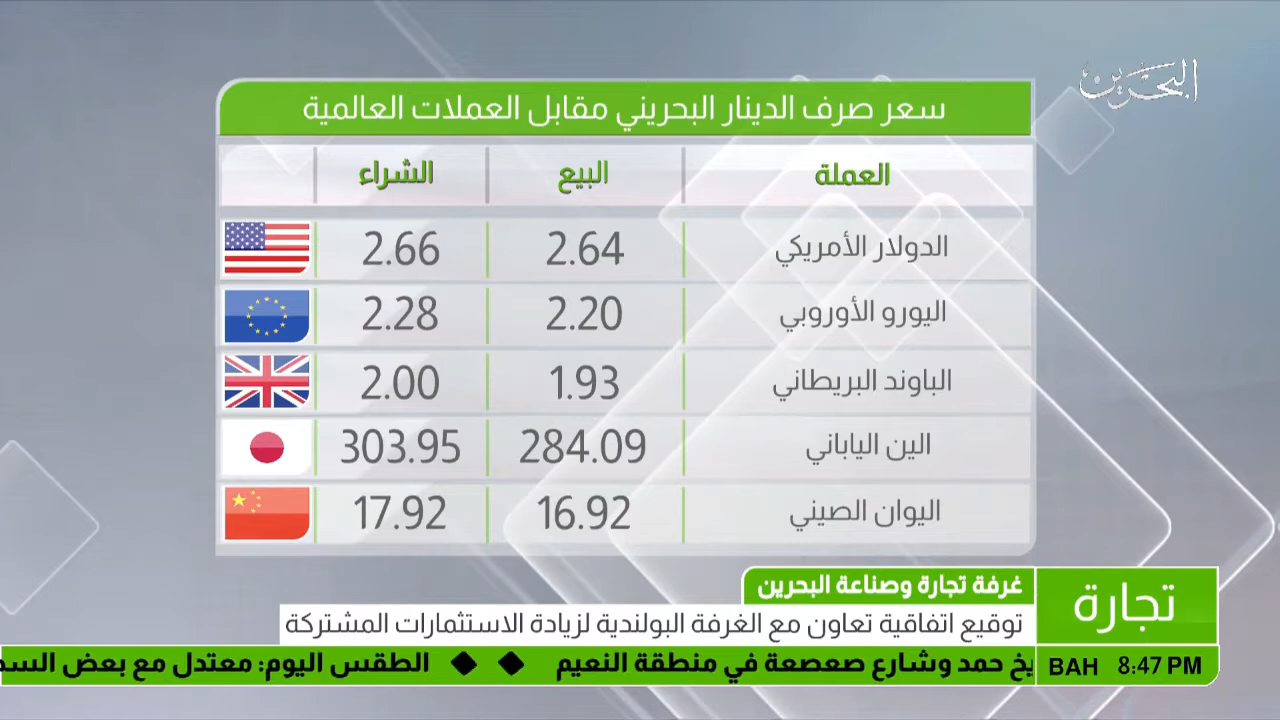 البحرين
سعر صرف الدينار البحريني مقابل العملات العالمية
العملة البيع الشراء
الدولار الأمريكي 2.64 2.66
اليورو الأوروبي 2.20 2.28
الباوند البريطاني 1.93 2.00
الين الياباني 284.09 303.95
اليوان الصيني 16.92 17.92
تجارة
غرفة تجارة وصناعة البحرين
توقيع اتفاقية تعاون مع الغرفة البولندية لزيادة الاستثمارات المشتركة
BAH 8:47 PM
حمد وشارع صعصعة في منطقة النعيم ◆ ◆ الطقس اليوم: معتدل مع بعض